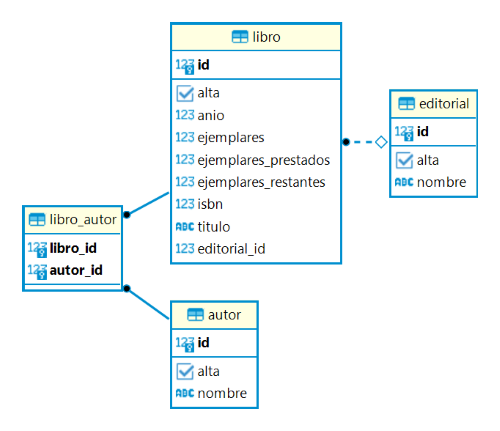 libro
123 id
alta
123 anio
123 ejemplares
123 ejemplares_prestados
123 ejemplares_restantes
123 isbn
ABC titulo
123 editorial_id
editorial
123 id
alta
ABC nombre
libro_autor
123 libro_id
123 autor_id
autor
123 id
alta
ABC nombre